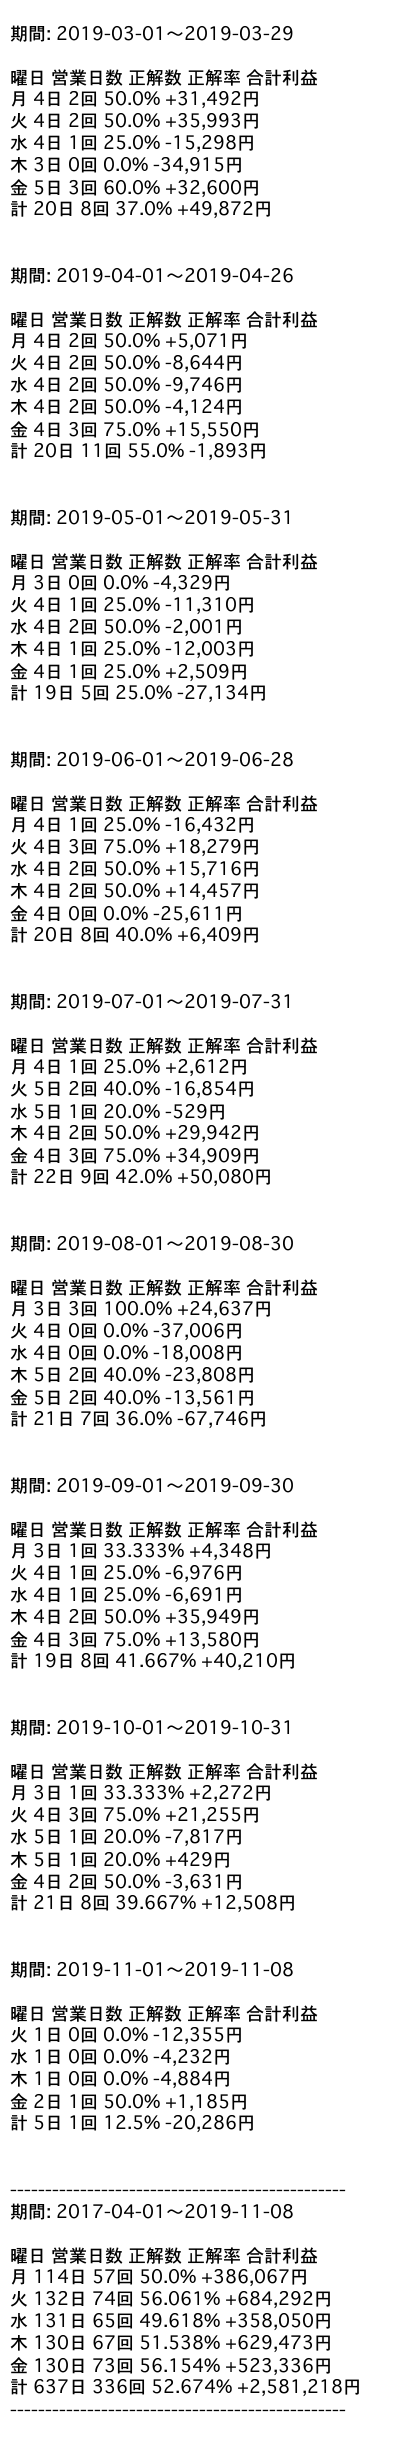 期間: 2019-03-01〜2019-03-29
曜日 営業日数 正解数 正解率 合計利益
月 4日 2回 50.0% +31,492円
火 4日 2回 50.0% +35,993円
水 4日 1回 25.0% -15,298円
木 3日 0回 0.0% -34,915円
金 5日 3回 60.0% +32,600円
計 20日 8回 37.0% +49,872円
期間: 2019-04-01〜2019-04-26
曜日 営業日数 正解数 正解率 合計利益
月 4日 2回 50.0% +5,071円
火 4日 2回 50.0% -8,644円
水 4日 2回 50.0% -9,746円
木 4日 2回 50.0% -4,124円
金 4日 3回 75.0% +15,550円
計 20日 11回 55.0% -1,893円
期間: 2019-05-01〜2019-05-31
曜日 営業日数 正解数 正解率 合計利益
月 3日 0回 0.0% -4,329円
火 4日 1回 25.0% -11,310円
水 4日 2回 50.0% -2,001円
木 4日 1回 25.0% -12,003円
金 4日 1回 25.0% +2,509円
計 19日 5回 25.0% -27,134円
期間: 2019-06-01〜2019-06-28
曜日 営業日数 正解数 正解率 合計利益
月 4日 1回 25.0% -16,432円
火 4日 3回 75.0% +18,279円
水 4日 2回 50.0% +15,716円
木 4日 2回 50.0% +14,457円
金 4日 0回 0.0% -25,611円
計 20日 8回 40.0% +6,409円
期間: 2019-07-01〜2019-07-31
曜日 営業日数 正解数 正解率 合計利益
月 4日 1回 25.0% +2,612円
火 5日 2回 40.0% -16,854円
水 5日 1回 20.0% -529円
木 4日 2回 50.0% +29,942円
金 4日 3回 75.0% +34,909円
計 22日 9回 42.0% +50,080円
期間: 2019-08-01〜2019-08-30
曜日 営業日数 正解数 正解率 合計利益
月 3日 3回 100.0% +24,637円
火 4日 0回 0.0% -37,006円
水 4日 0回 0.0% -18,008円
木 5日 2回 40.0% -23,808円
金 5日 2回 40.0% -13,561円
計 21日 7回 36.0% -67,746円
期間: 2019-09-01〜2019-09-30
曜日 営業日数 正解数 正解率 合計利益
月 3日 1回 33.333% +4,348円
火 4日 1回 25.0% -6,976円
水 4日 1回 25.0% -6,691円
木 4日 2回 50.0% +35,949円
金 4日 3回 75.0% +13,580円
計 19日 8回 41.667% +40,210円
期間: 2019-10-01〜2019-10-31
曜日 営業日数 正解数 正解率 合計利益
月 3日 1回 33.333% +2,272円
火 4日 3回 75.0% +21,255円
水 5日 1回 20.0% -7,817円
木 5日 1回 20.0% +429円
金 4日 2回 50.0% -3,631円
計 21日 8回 39.667% +12,508円
期間: 2019-11-01〜2019-11-08
曜日 営業日数 正解数 正解率 合計利益
火 1日 0回 0.0% -12,355円
水 1日 0回 0.0% -4,232円
木 1日 0回 0.0% -4,884円
金 2日 1回 50.0% +1,185円
計 5日 1回 12.5% -20,286円
------------------------------------------------
期間: 2017-04-01〜2019-11-08
曜日 営業日数 正解数 正解率 合計利益
月 114日 57回 50.0% +386,067円
火 132日 74回 56.061% +684,292円
水 131日 65回 49.618% +358,050円
木 130日 67回 51.538% +629,473円
金 130日 73回 56.154% +523,336円
計 637日 336回 52.674% +2,581,218円
------------------------------------------------